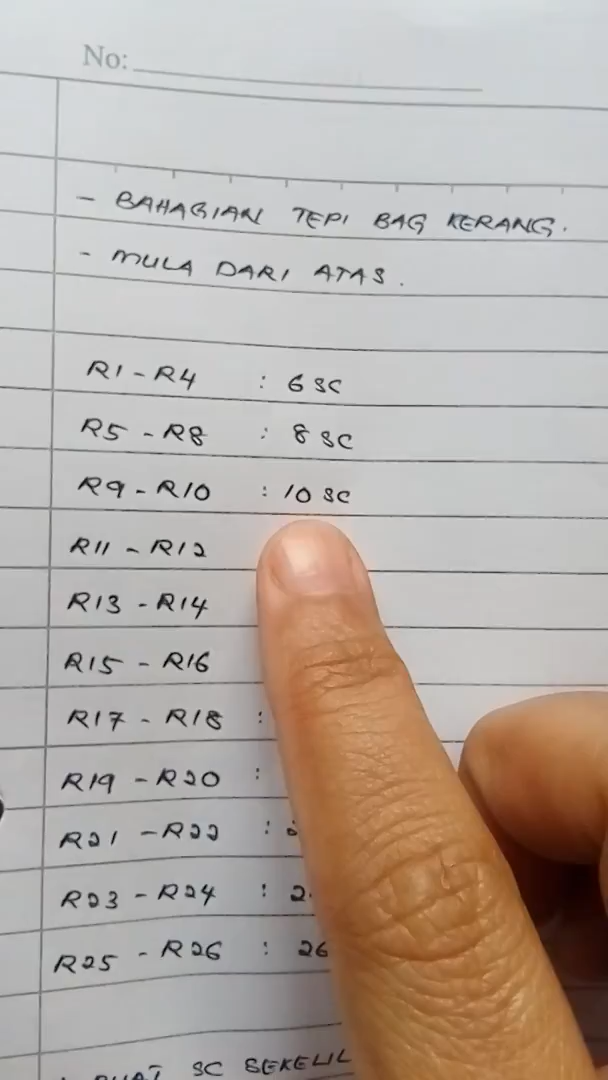 No:
- BAHAGIAN TEPI BAG KERANG.
- MULA DARI ATAS.
R1 - R4 : 6 SC
R5 - R8 : 8 SC
R9 - R10 : 10 SC
R11 - R12
R13 - R14
R15 - R16
R17 - R18 :
R19 - R20 :
R21 - R22 :
R23 - R24 : 2
R25 - R26 : 26
SC